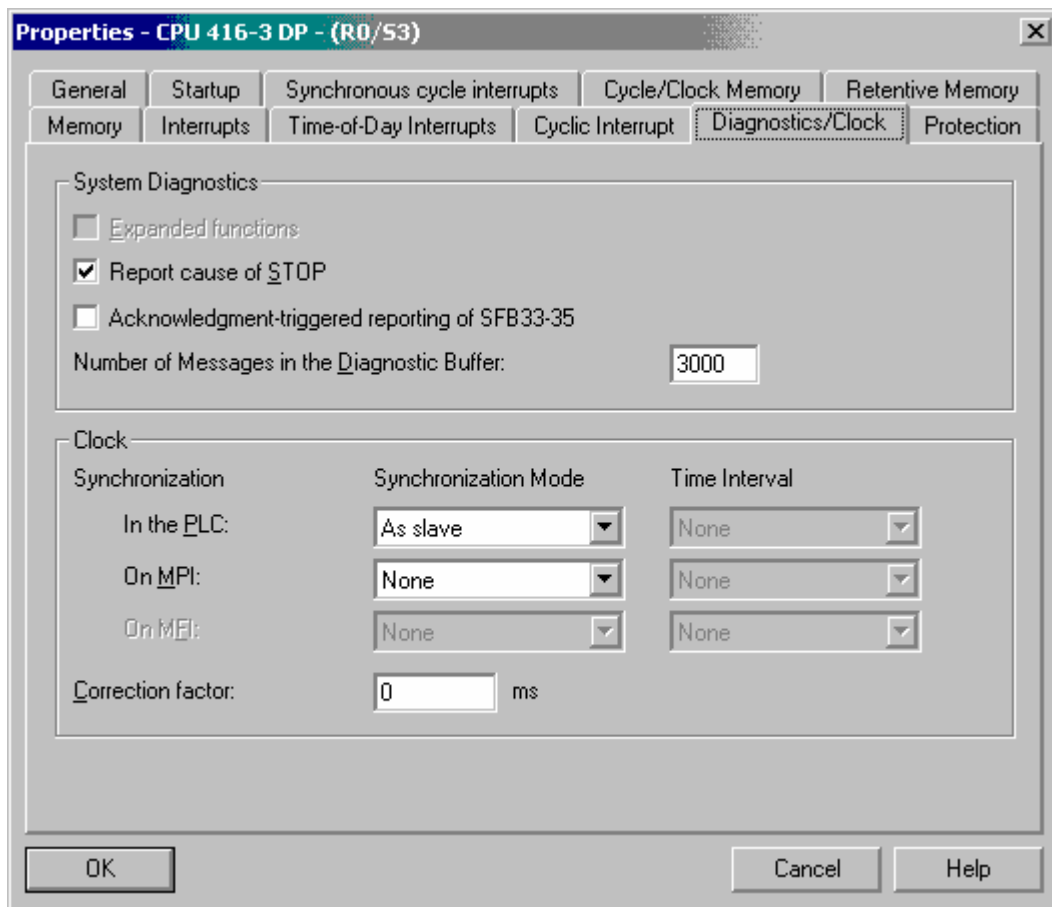 Properties - CPU 416-3 DP - (R0/S3)
General Startup Synchronous cycle interrupts Cycle/Clock Memory Retentive Memory
Memory Interrupts Time-of-Day Interrupts Cyclic Interrupt Diagnostics/Clock Protection
System Diagnostics
Expanded functions
Report cause of STOP
Acknowledgment-triggered reporting of SFB33-35
Number of Messages in the Diagnostic Buffer: 3000
Clock
Synchronization Synchronization Mode Time Interval
In the PLC: As slave None
On MPI: None None
On MFI: None None
Correction factor: 0 ms
OK Cancel Help